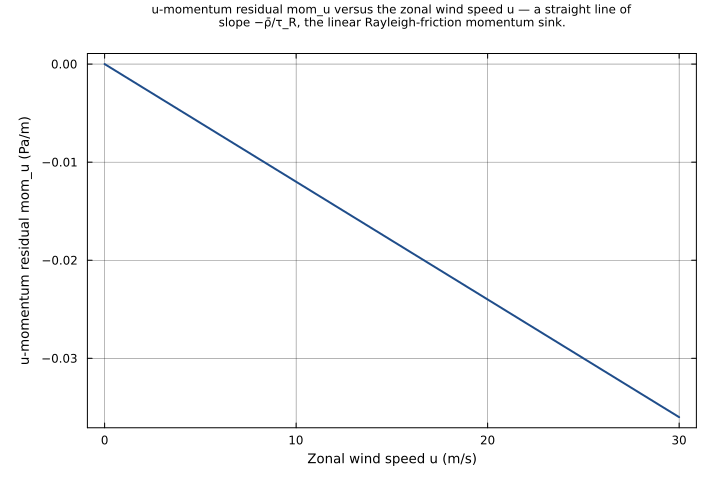 u-momentum residual mom_u versus the zonal wind speed u — a straight line of
slope −ρ̄/τ_R, the linear Rayleigh-friction momentum sink.
0.00
−0.01
−0.02
−0.03
u-momentum residual mom_u (Pa/m)
0 10 20 30
Zonal wind speed u (m/s)